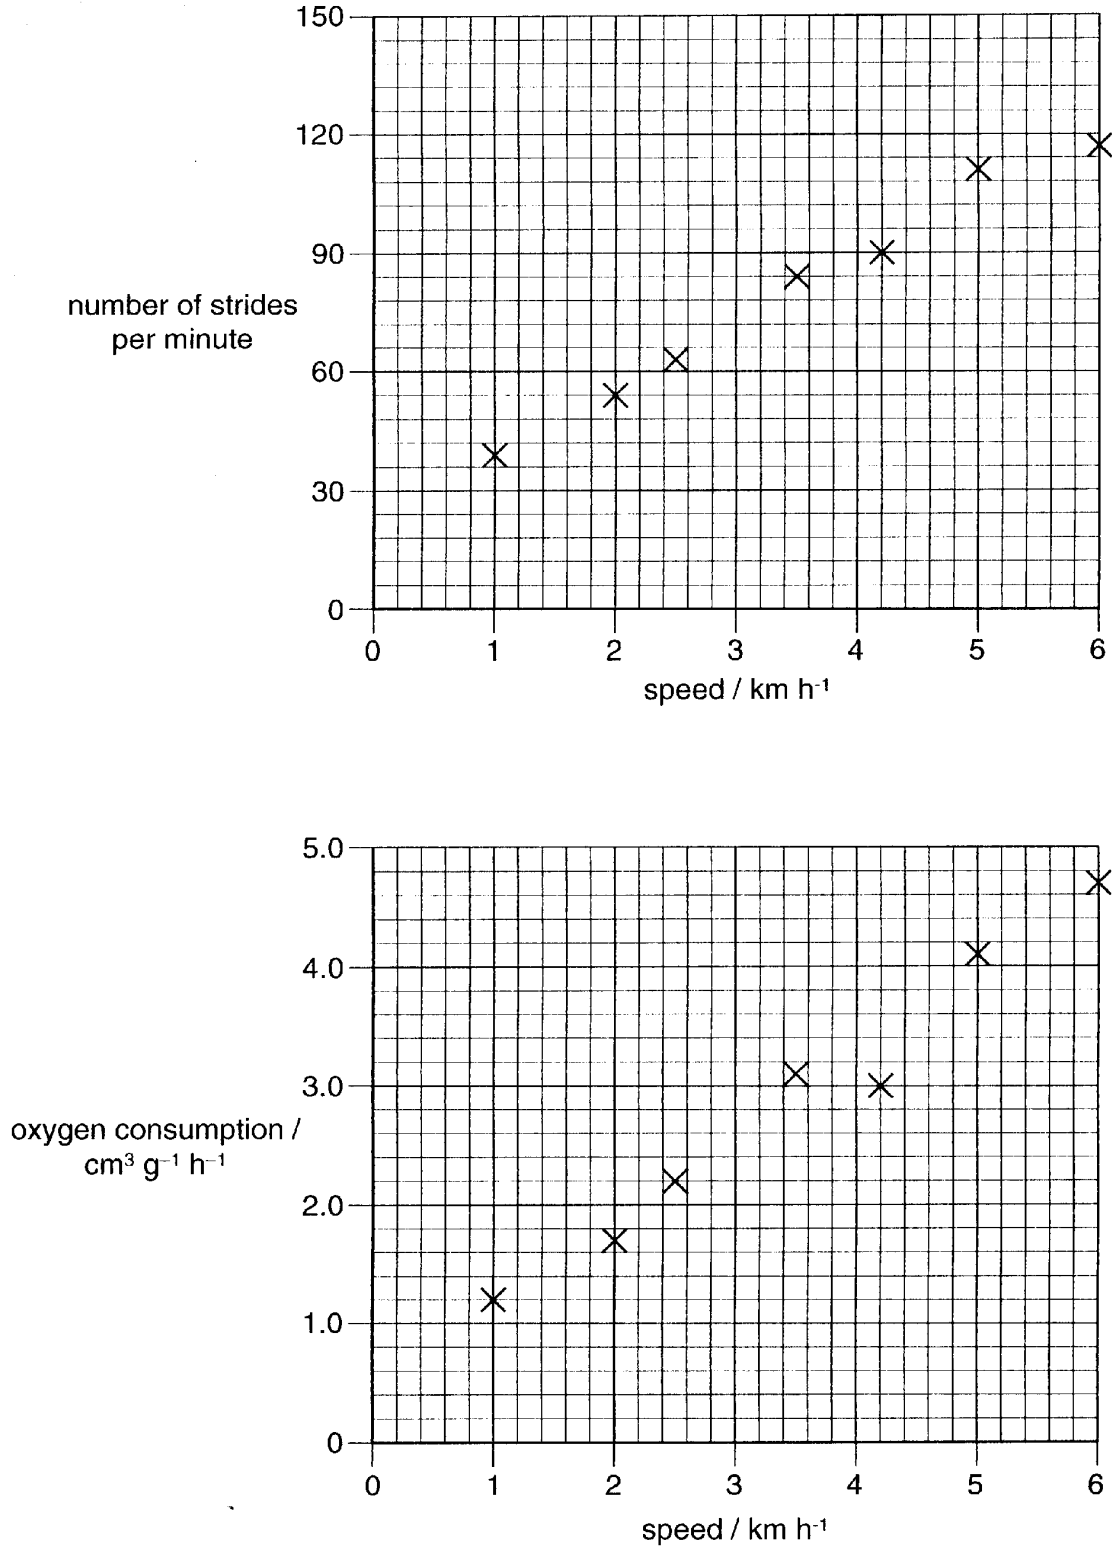 150
120
90
number of strides
per minute
60
30
0
0 1 2 3 4 5 6
speed / km h⁻¹
5.0
4.0
3.0
oxygen consumption /
cm³ g⁻¹ h⁻¹
2.0
1.0
0
0 1 2 3 4 5 6
speed / km h⁻¹